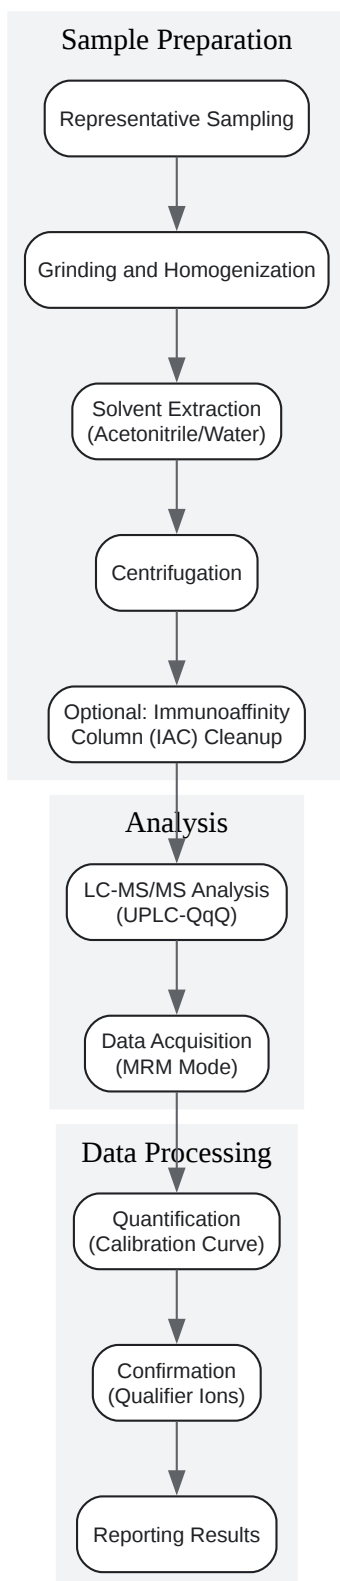 Sample Preparation
Representative Sampling
Grinding and Homogenization
Solvent Extraction
(Acetonitrile/Water)
Centrifugation
Optional: Immunoaffinity
Column (IAC) Cleanup
Analysis
LC-MS/MS Analysis
(UPLC-QqQ)
Data Acquisition
(MRM Mode)
Data Processing
Quantification
(Calibration Curve)
Confirmation
(Qualifier Ions)
Reporting Results